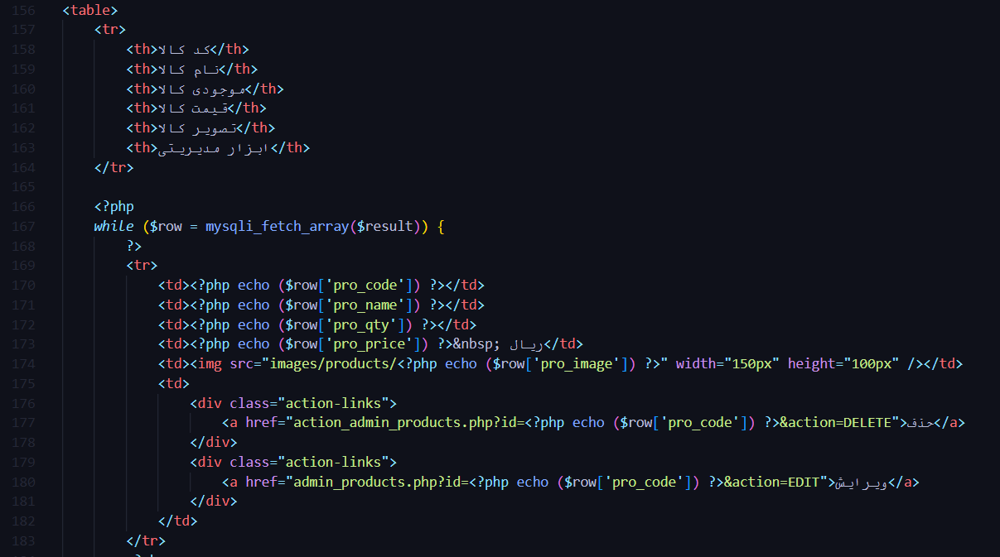 156 <table>
157 <tr>
158 <th>کد کالا</th>
159 <th>نام کالا</th>
160 <th>موجودی کالا</th>
161 <th>قیمت کالا</th>
162 <th>تصویر کالا</th>
163 <th>ابزار مدیریتی</th>
164 </tr>
165
166 <?php
167 while ($row = mysqli_fetch_array($result)) {
168 ?>
169 <tr>
170 <td><?php echo ($row['pro_code']) ?></td>
171 <td><?php echo ($row['pro_name']) ?></td>
172 <td><?php echo ($row['pro_qty']) ?></td>
173 <td><?php echo ($row['pro_price']) ?>&nbsp; ریال</td>
174 <td><img src="images/products/<?php echo ($row['pro_image']) ?>" width="150px" height="100px" /></td>
175 <td>
176 <div class="action-links">
177 <a href="action_admin_products.php?id=<?php echo ($row['pro_code']) ?>&action=DELETE">حذف</a>
178 </div>
179 <div class="action-links">
180 <a href="admin_products.php?id=<?php echo ($row['pro_code']) ?>&action=EDIT">ویرایش</a>
181 </div>
182 </td>
183 </tr>